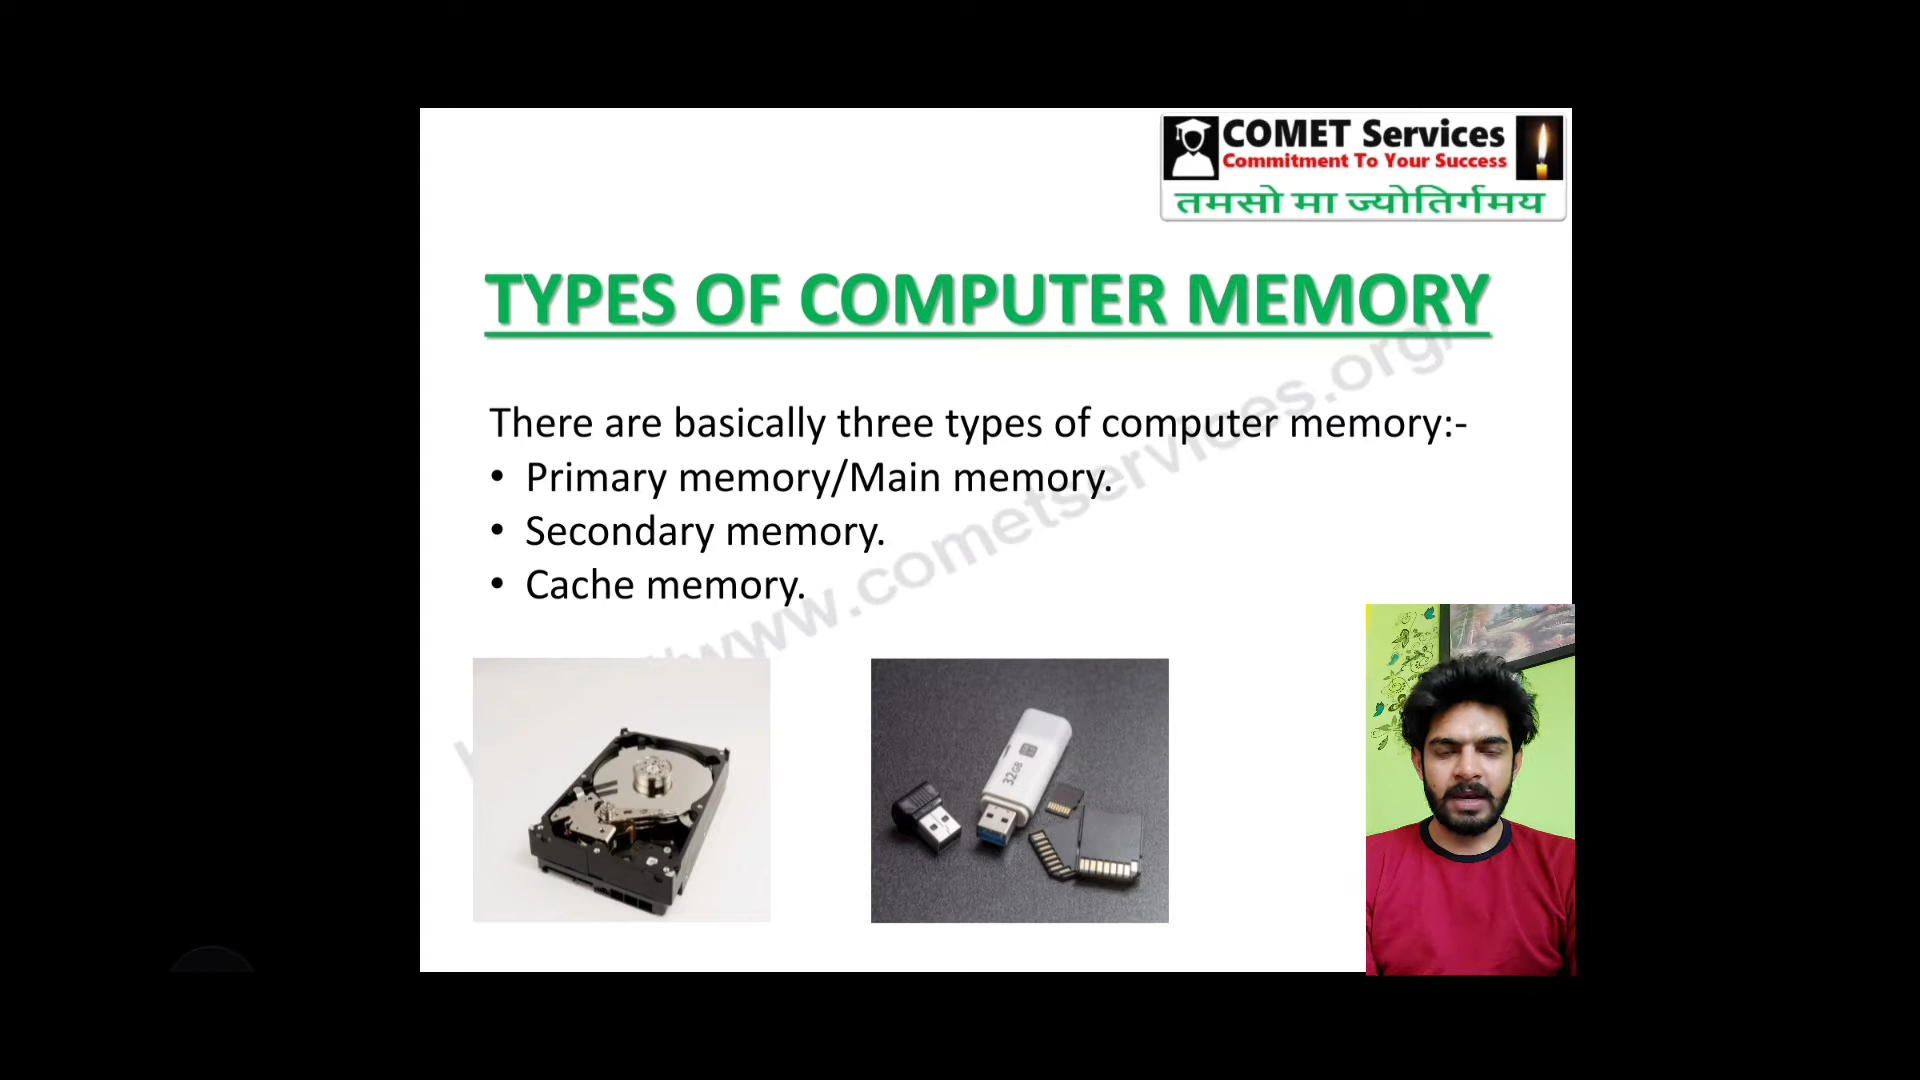 COMET Services
Commitment To Your Success
तमसो मा ज्योतिर्गमय
TYPES OF COMPUTER MEMORY
There are basically three types of computer memory:-
• Primary memory/Main memory.
• Secondary memory.
• Cache memory.
www.cometservices.org/
32GB